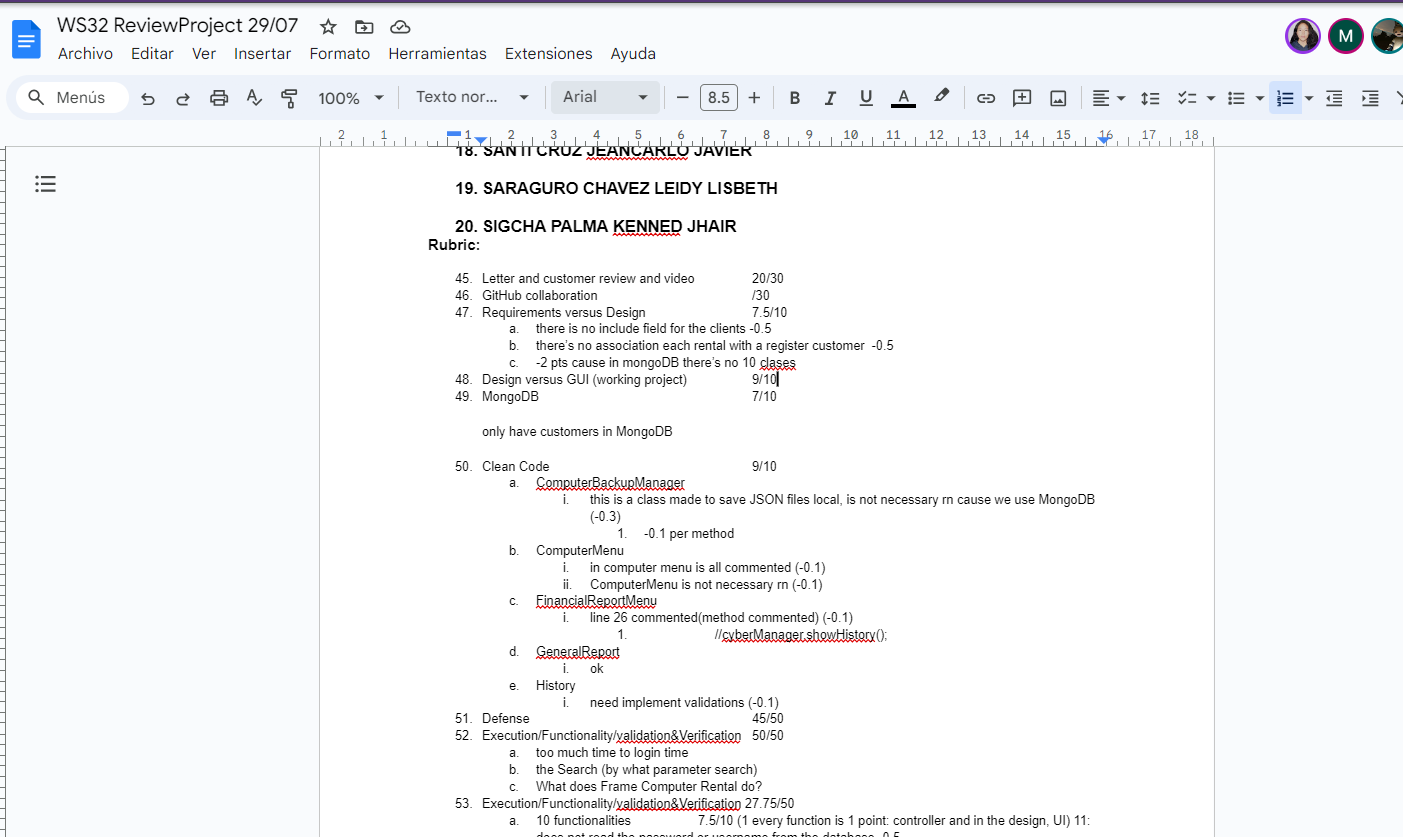 WS32 ReviewProject 29/07
Archivo Editar Ver Insertar Formato Herramientas Extensiones Ayuda
M
Menús 100% Texto nor... Arial 8.5 B I U A
2 1 1 2 3 4 5 6 7 8 9 10 11 12 13 14 15 16 17 18
18. SANTI CRUZ JEANCARLO JAVIER
19. SARAGURO CHAVEZ LEIDY LISBETH
20. SIGCHA PALMA KENNED JHAIR
Rubric:
45. Letter and customer review and video 20/30
46. GitHub collaboration /30
47. Requirements versus Design 7.5/10
a. there is no include field for the clients -0.5
b. there's no association each rental with a register customer -0.5
c. -2 pts cause in mongoDB there's no 10 clases
48. Design versus GUI (working project) 9/10
49. MongoDB 7/10
only have customers in MongoDB
50. Clean Code 9/10
a. ComputerBackupManager
i. this is a class made to save JSON files local, is not necessary rn cause we use MongoDB
(-0.3)
1. -0.1 per method
b. ComputerMenu
i. in computer menu is all commented (-0.1)
ii. ComputerMenu is not necessary rn (-0.1)
c. FinancialReportMenu
i. line 26 commented(method commented) (-0.1)
1. //cyberManager.showHistory();
d. GeneralReport
i. ok
e. History
i. need implement validations (-0.1)
51. Defense 45/50
52. Execution/Functionality/validation&Verification 50/50
a. too much time to login time
b. the Search (by what parameter search)
c. What does Frame Computer Rental do?
53. Execution/Functionality/validation&Verification 27.75/50
a. 10 functionalities 7.5/10 (1 every function is 1 point: controller and in the design, UI) 11:
does not read the password or username from the database -0.5